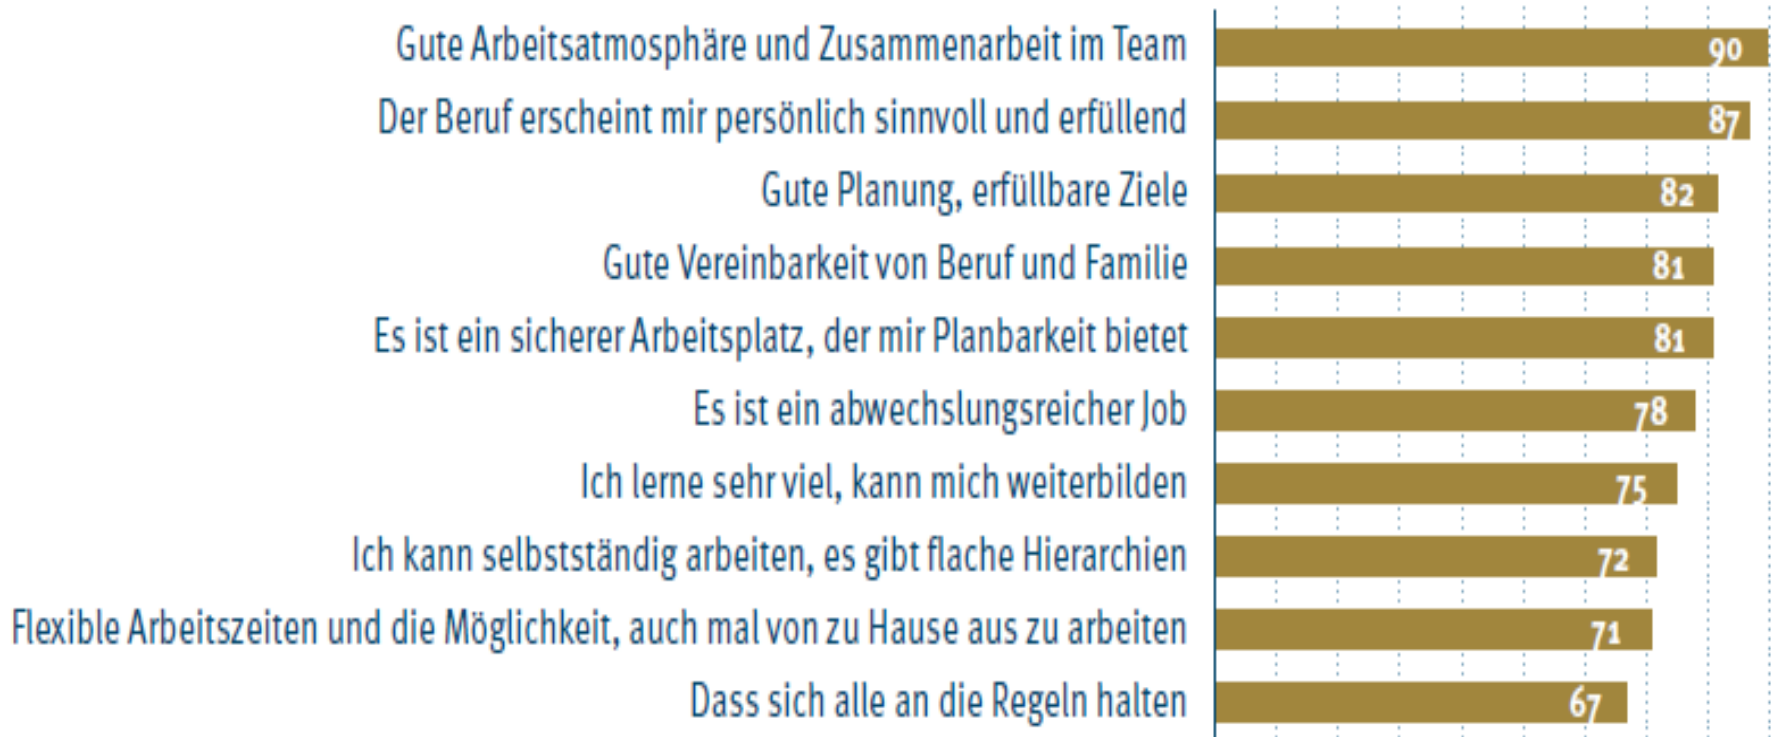 Gute Arbeitsatmosphäre und Zusammenarbeit im Team 90
Der Beruf erscheint mir persönlich sinnvoll und erfüllend 87
Gute Planung, erfüllbare Ziele 82
Gute Vereinbarkeit von Beruf und Familie 81
Es ist ein sicherer Arbeitsplatz, der mir Planbarkeit bietet 81
Es ist ein abwechslungsreicher Job 78
Ich lerne sehr viel, kann mich weiterbilden 75
Ich kann selbstständig arbeiten, es gibt flache Hierarchien 72
Flexible Arbeitszeiten und die Möglichkeit, auch mal von zu Hause aus zu arbeiten 71
Dass sich alle an die Regeln halten 67